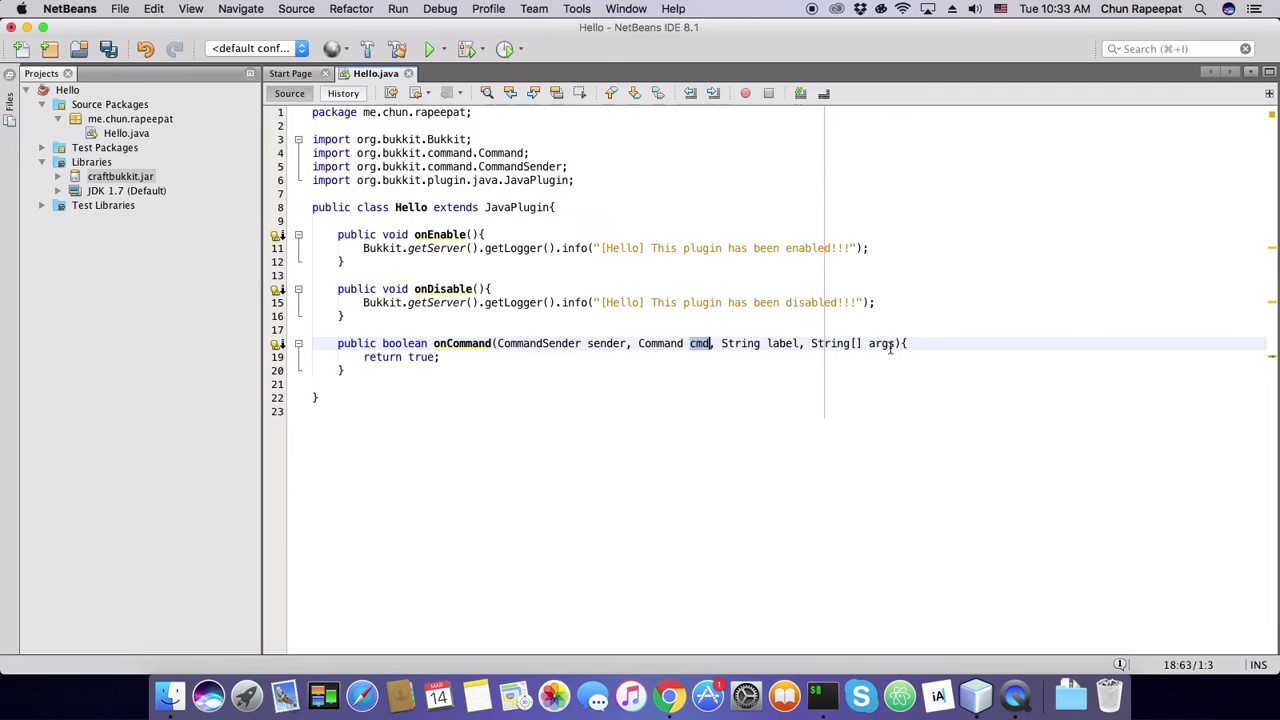 NetBeans File Edit View Navigate Source Refactor Run Debug Profile Team Tools Window Help Tue 10:33 AM Chun Rapeepat
Hello - NetBeans IDE 8.1
<default conf... Search (⌘+I)
Projects
Start Page Hello.java
Files
Source History
Hello
Source Packages
me.chun.rapeepat
Hello.java
Test Packages
Libraries
craftbukkit.jar
JDK 1.7 (Default)
Test Libraries
1 package me.chun.rapeepat;
2
3 import org.bukkit.Bukkit;
4 import org.bukkit.command.Command;
5 import org.bukkit.command.CommandSender;
6 import org.bukkit.plugin.java.JavaPlugin;
7
8 public class Hello extends JavaPlugin{
9
public void onEnable(){
11 Bukkit.getServer().getLogger().info("[Hello] This plugin has been enabled!!!");
12 }
13
public void onDisable(){
15 Bukkit.getServer().getLogger().info("[Hello] This plugin has been disabled!!!");
16 }
17
public boolean onCommand(CommandSender sender, Command cmd, String label, String[] args){
19 return true;
20 }
21
22 }
23
1 18:63/1:3 INS
MAR
14
1
$
iA